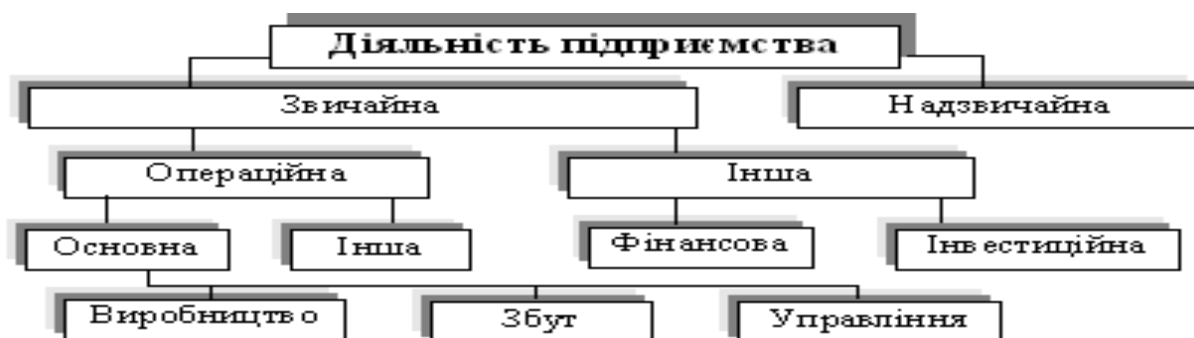 Діяльність підприємства
Звичайна
Надзвичайна
Операційна
Інша
Основна
Інша
Фінансова
Інвестиційна
Виробництво
Збут
Управління